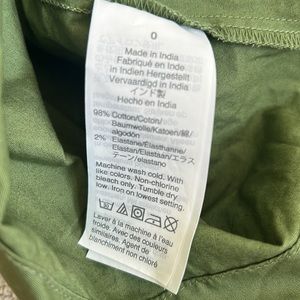 0
Made in India
Fabriqué en Inde
in Indien Hergestellt
Vervaardigd in India
インド製
Hecho en India
98% Cotton/Coton/
Baumwolle/Katoen/綿/
algodón
2% Elastane/Élasthanne/
Elastan/Elastaan/エラス
テーン/elastano
Machine wash cold. With
like colors. Non-chlorine
bleach only. Tumble dry
low. Iron on lowest setting.
Laver à la machine à l'eau
froide. Avec des couleurs
similaires. Agent de
blanchiment non chloré